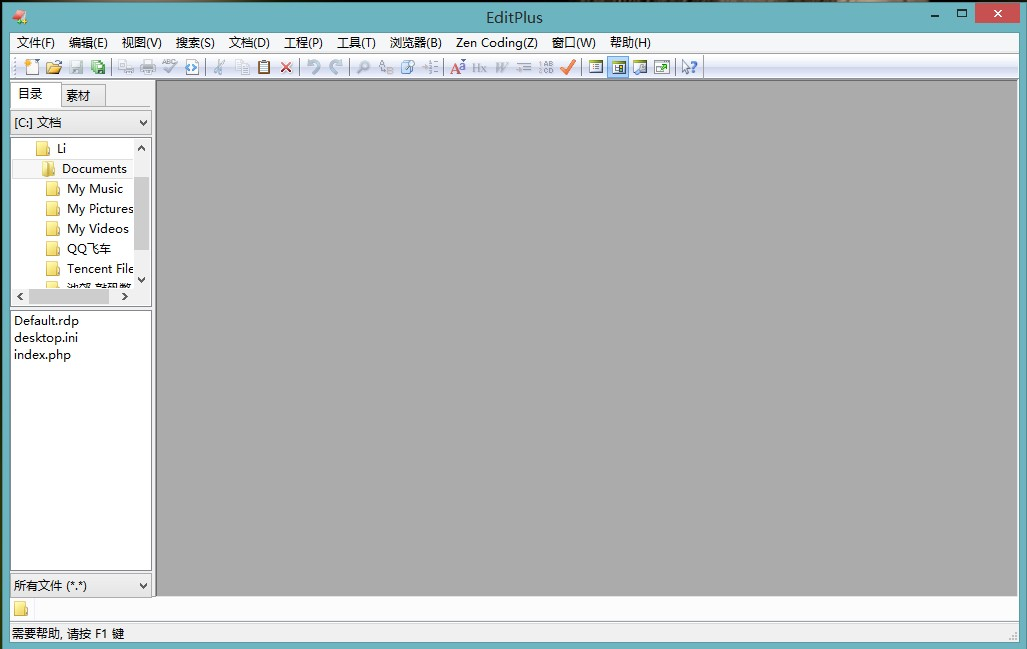 EditPlus
文件(F) 编辑(E) 视图(V) 搜索(S) 文档(D) 工程(P) 工具(T) 浏览器(B) Zen Coding(Z) 窗口(W) 帮助(H)
目录 素材
[C:] 文档
Li
Documents
My Music
My Pictures
My Videos
QQ飞车
Tencent File
Default.rdp
desktop.ini
index.php
所有文件 (*.*)
需要帮助, 请按 F1 键